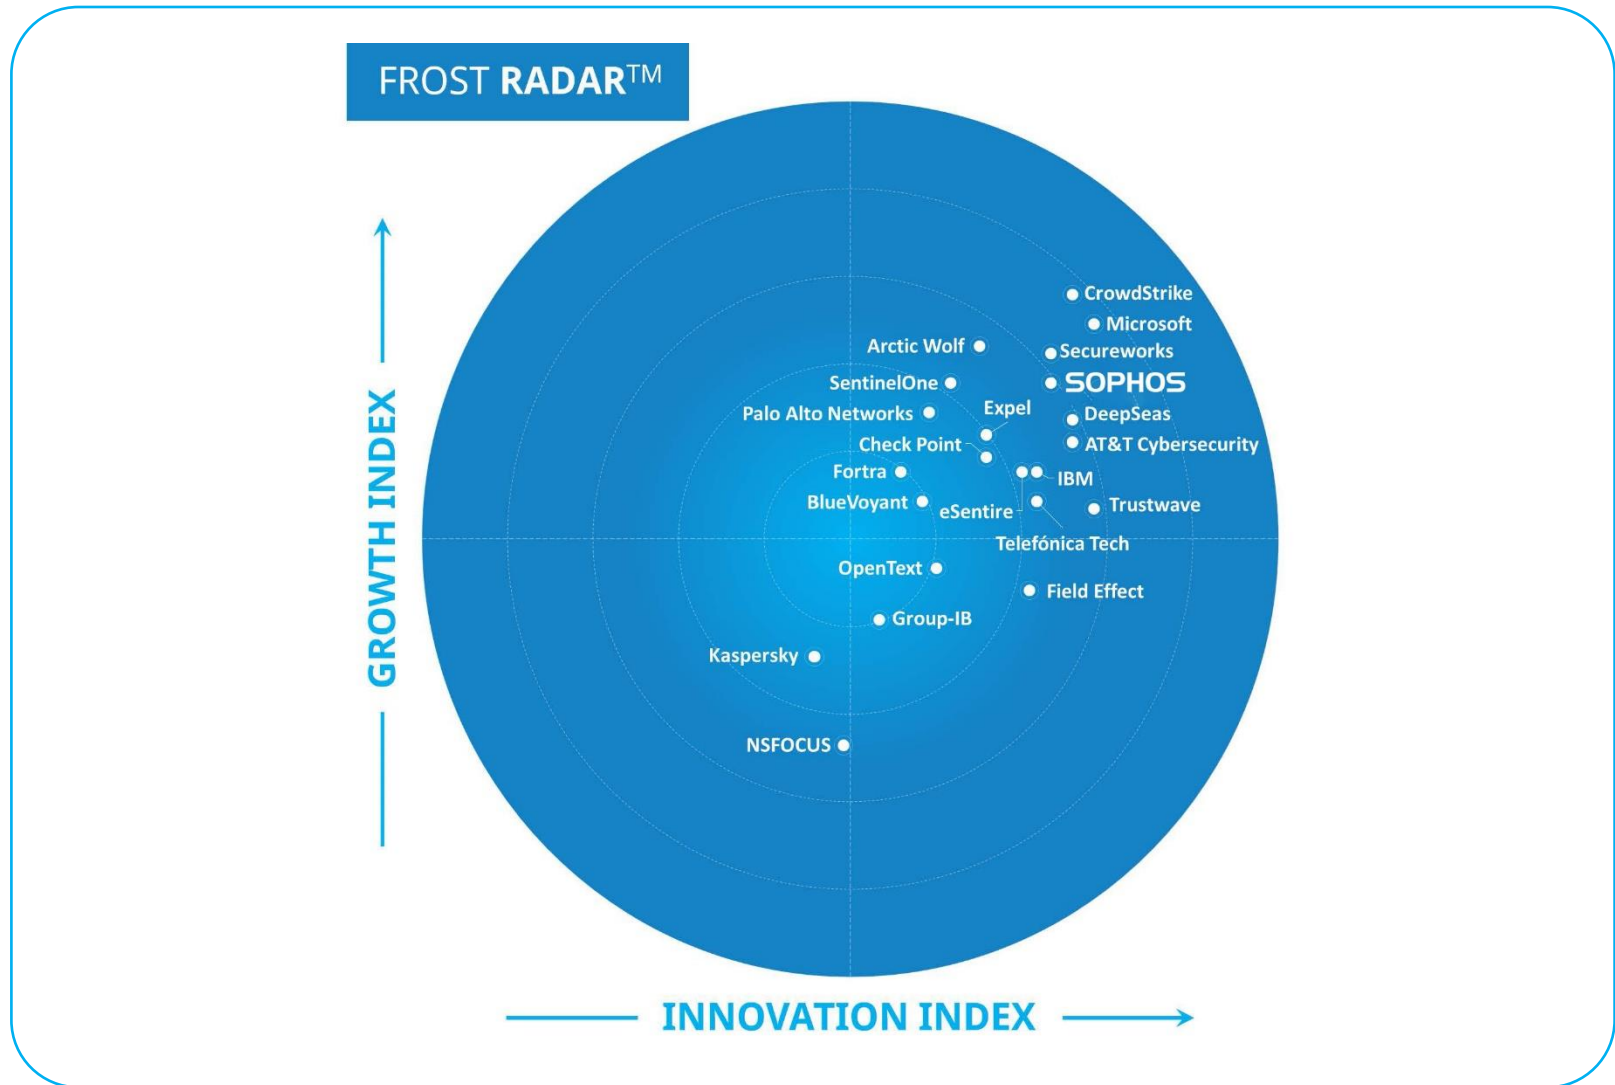 FROST RADAR™
CrowdStrike
Microsoft
Arctic Wolf
Secureworks
SentinelOne
SOPHOS
Palo Alto Networks
Expel
DeepSeas
Check Point
AT&T Cybersecurity
Fortra
IBM
BlueVoyant
eSentire
Trustwave
Telefónica Tech
OpenText
Field Effect
Group-IB
Kaspersky
NSFOCUS
GROWTH INDEX
INNOVATION INDEX